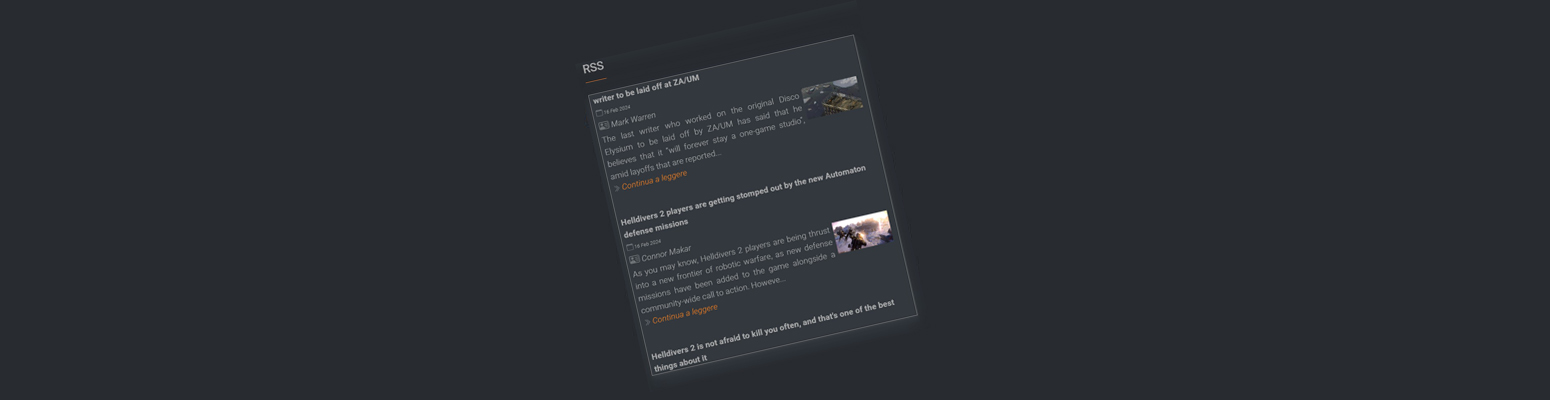 RSS
writer to be laid off at ZA/UM
16 Feb 2024
Mark Warren
The last writer who worked on the original Disco
Elysium to be laid off by ZA/UM has said that he
believes that it "will forever stay a one-game studio",
amid layoffs that are reported...
Continua a leggere
Helldivers 2 players are getting stomped out by the new Automaton
defense missions
16 Feb 2024
Connor Makar
As you may know, Helldivers 2 players are being thrust
into a new frontier of robotic warfare, as new defense
missions have been added to the game alongside a
community-wide call to action. Howeve...
Continua a leggere
Helldivers 2 is not afraid to kill you often, and that's one of the best
things about it